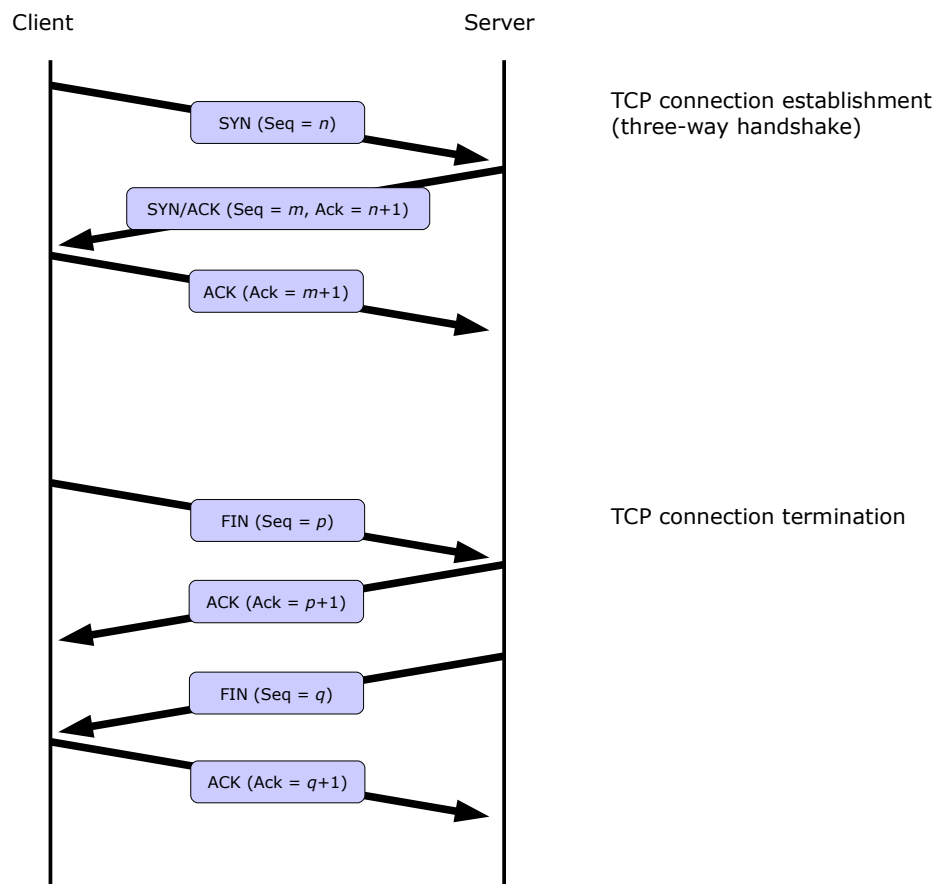 Client
Server
TCP connection establishment
(three-way handshake)
SYN (Seq = n)
SYN/ACK (Seq = m, Ack = n+1)
ACK (Ack = m+1)
TCP connection termination
FIN (Seq = p)
ACK (Ack = p+1)
FIN (Seq = q)
ACK (Ack = q+1)